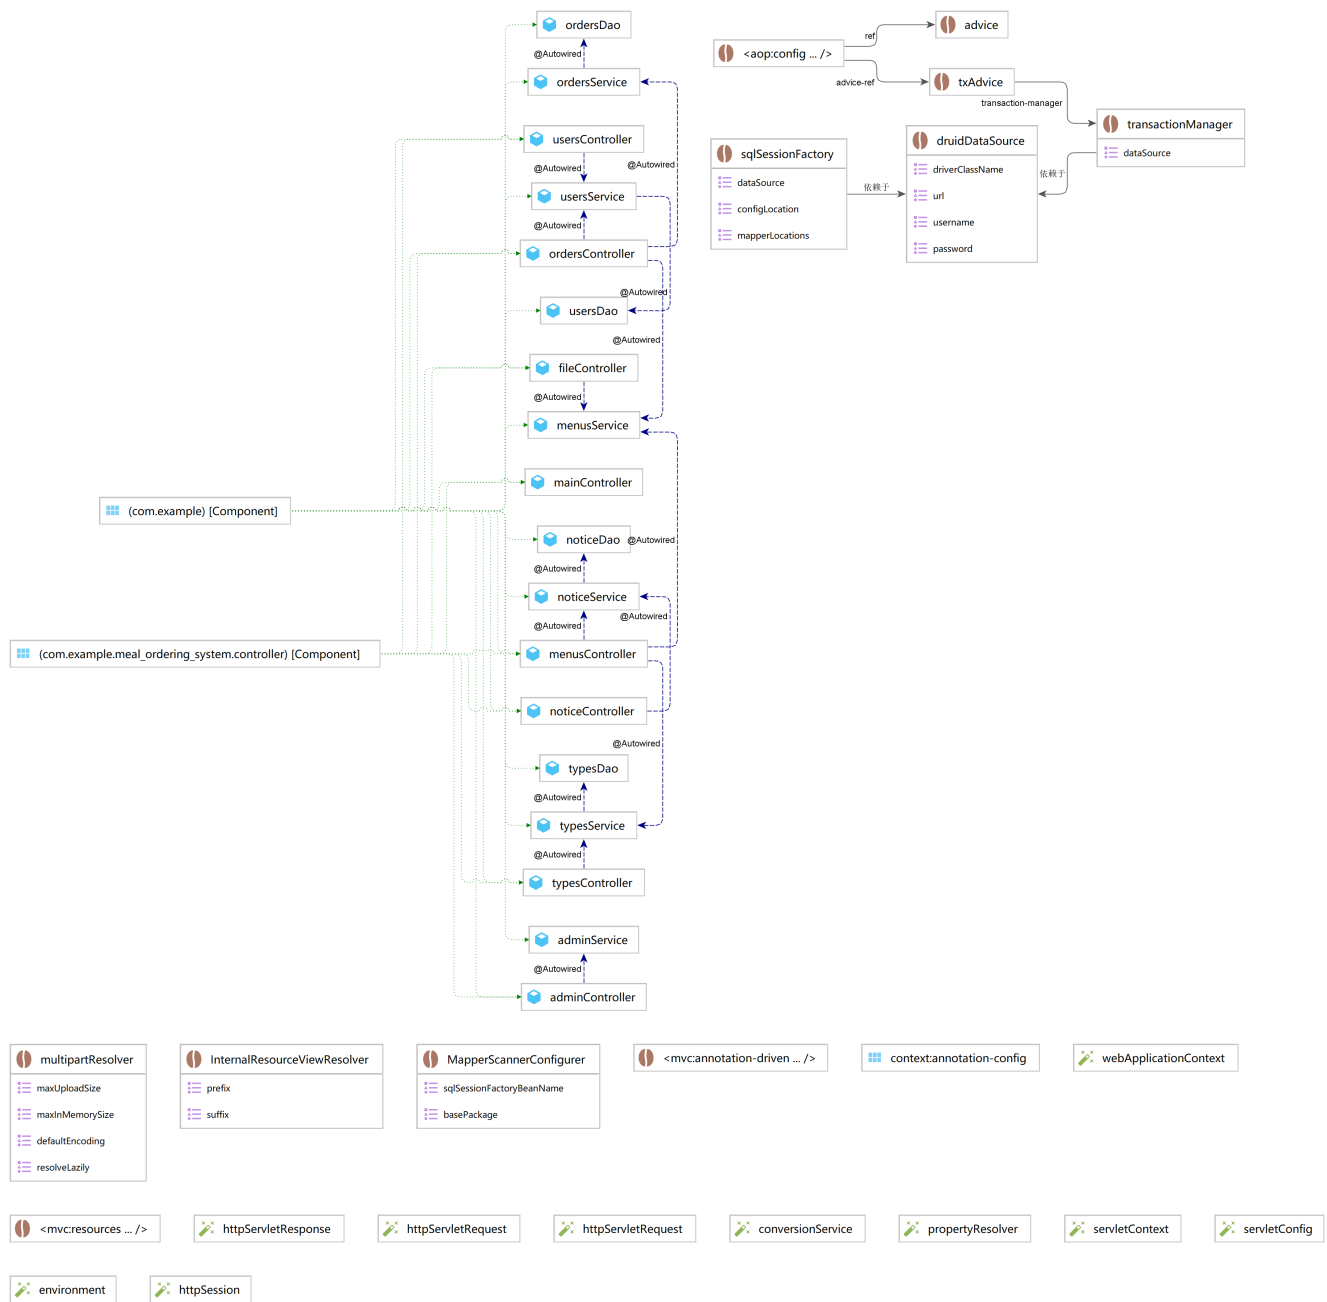 ordersDao
@Autowired
ordersService
usersController
@Autowired
@Autowired
usersService
@Autowired
ordersController
@Autowired
usersDao
@Autowired
fileController
@Autowired
menusService
mainController
(com.example) [Component]
noticeDao
@Autowired
@Autowired
noticeService
@Autowired
@Autowired
(com.example.meal_ordering_system.controller) [Component]
menusController
noticeController
@Autowired
typesDao
@Autowired
typesService
@Autowired
typesController
adminService
@Autowired
adminController
ref
advice
<aop:config ... />
advice-ref
txAdvice
transaction-manager
transactionManager
dataSource
sqlSessionFactory
dataSource
configLocation
mapperLocations
依赖于
druidDataSource
driverClassName
url
username
password
依赖于
multipartResolver
maxUploadSize
maxInMemorySize
defaultEncoding
resolveLazily
InternalResourceViewResolver
prefix
suffix
MapperScannerConfigurer
sqlSessionFactoryBeanName
basePackage
<mvc:annotation-driven ... />
context:annotation-config
webApplicationContext
<mvc:resources ... />
httpServletResponse
httpServletRequest
httpServletRequest
conversionService
propertyResolver
servletContext
servletConfig
environment
httpSession